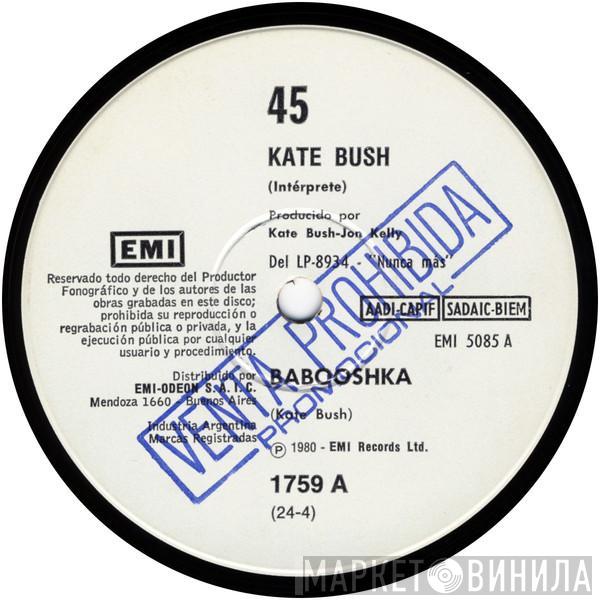 45
KATE BUSH
(Intérprete)
Producido por
Kate Bush-Jon Kelly
Del LP-8934 - "Nunca más"
EMI
Reservado todo derecho del Productor
Fonográfico y de los autores de las
obras grabadas en este disco;
prohibida su reproducción o
regrabación pública o privada, y la
ejecución pública por cualquier
usuario y procedimiento.
AADI-CAPIF SADAIC-BIEM
EMI 5085 A
Distribuido por
EMI-ODEON S.A.I.C.
Mendoza 1660 - Buenos Aires
Industria Argentina
Marcas Registradas
BABOOSHKA
(Kate Bush)
℗ 1980 - EMI Records Ltd.
1759 A
(24-4)
VENTA PROHIBIDA
PROMOCIONAL
МАРКЕТ ВИНИЛА